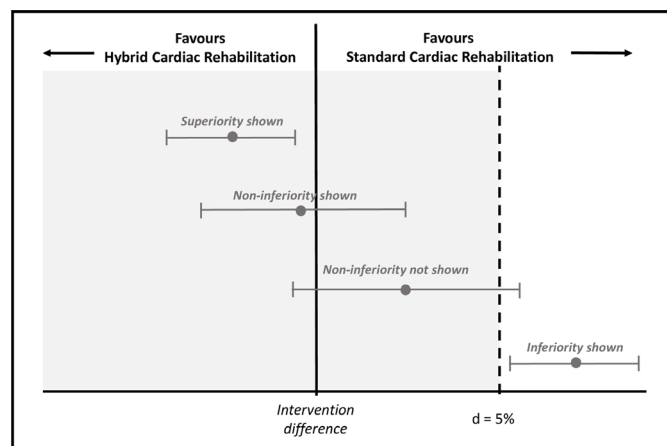 Favours
Hybrid Cardiac Rehabilitation
Favours
Standard Cardiac Rehabilitation
Superiority shown
Non-inferiority shown
Non-inferiority not shown
Inferiority shown
Intervention
difference
d = 5%